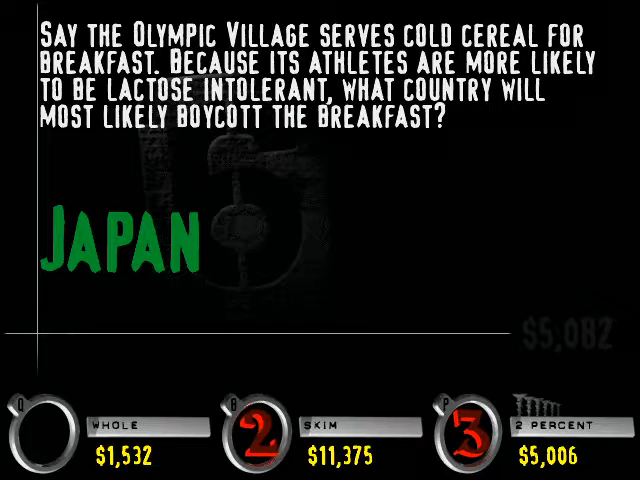 Say the Olympic Village serves cold cereal for
breakfast. Because its athletes are more likely
to be lactose intolerant, what country will
most likely boycott the breakfast?
Japan
$5,082
Q B P
WHOLE SKIM 2 PERCENT
2 3
$1,532 $11,375 $5,006